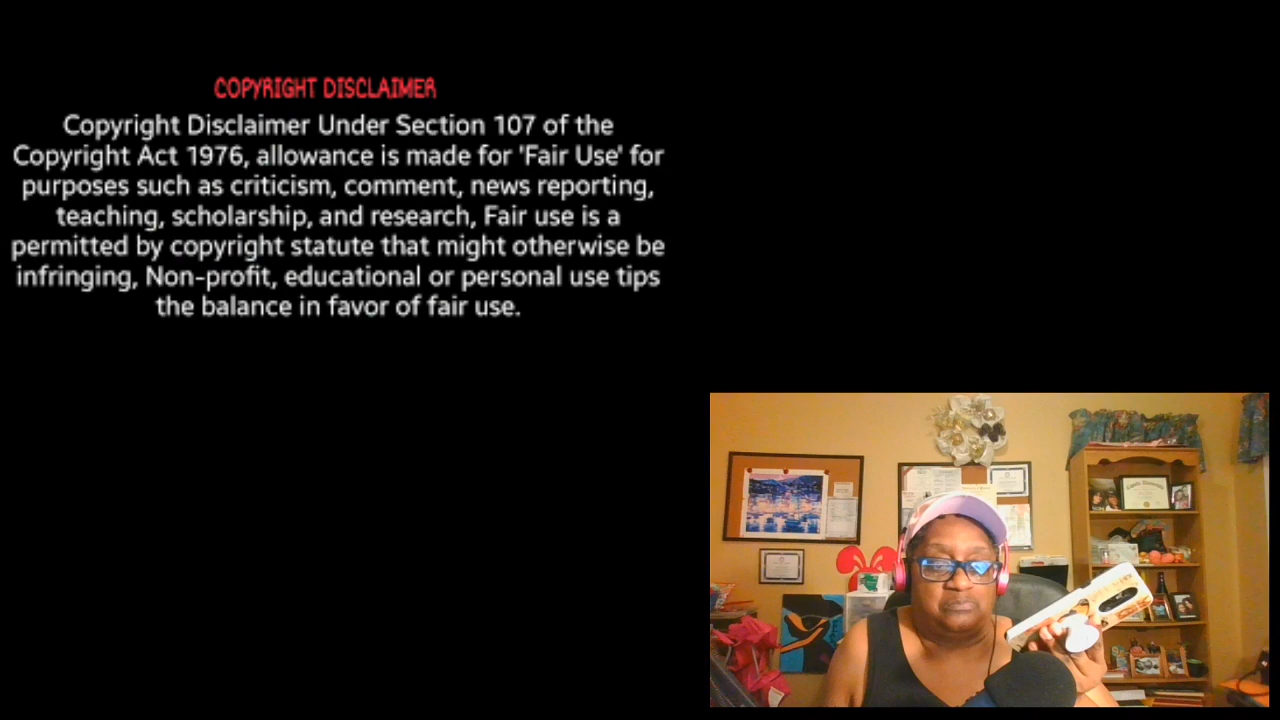 COPYRIGHT DISCLAIMER
Copyright Disclaimer Under Section 107 of the
Copyright Act 1976, allowance is made for 'Fair Use' for
purposes such as criticism, comment, news reporting,
teaching, scholarship, and research, Fair use is a
permitted by copyright statute that might otherwise be
infringing, Non-profit, educational or personal use tips
the balance in favor of fair use.